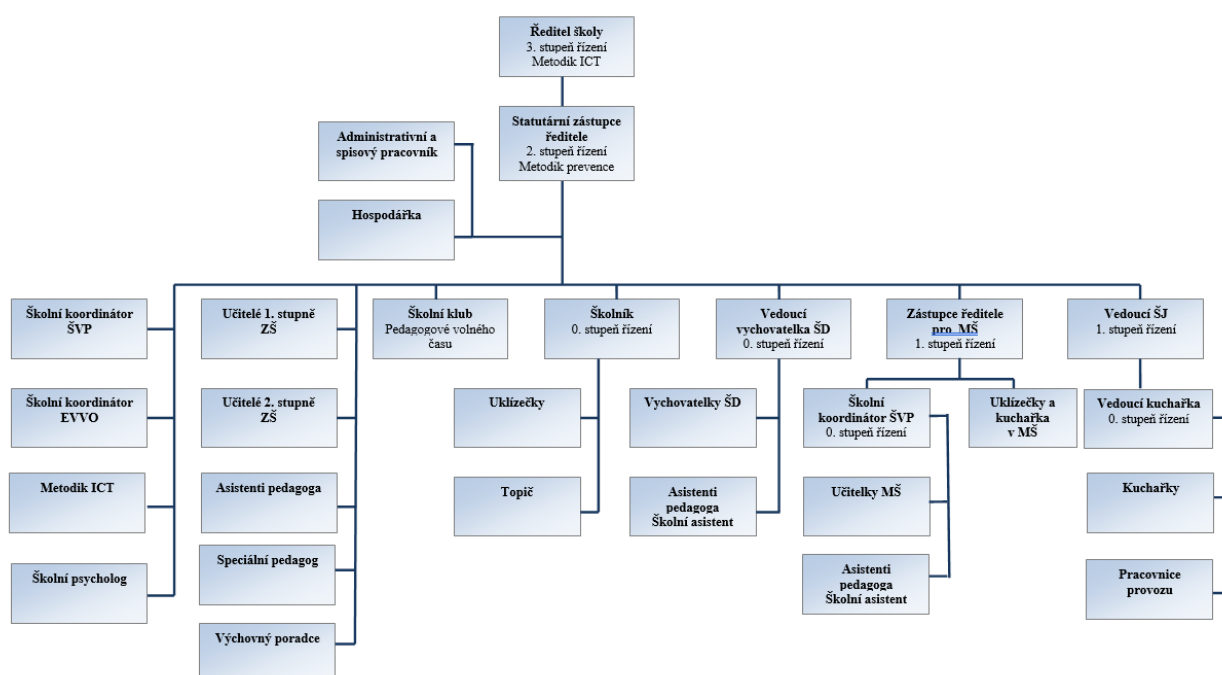 Ředitel školy
3. stupeň řízení
Metodik ICT
Statutární zástupce
ředitele
2. stupeň řízení
Metodik prevence
Administrativní a
spisový pracovník
Hospodářka
Školní koordinátor
ŠVP
Učitelé 1. stupně
ZŠ
Školní klub
Pedagogové volného
času
Školník
0. stupeň řízení
Vedoucí
vychovatelka ŠD
0. stupeň řízení
Zástupce ředitele
pro MŠ
1. stupeň řízení
Vedoucí ŠJ
1. stupeň řízení
Školní koordinátor
EVVO
Učitelé 2. stupně
ZŠ
Uklízečky
Vychovatelky ŠD
Školní
koordinátor ŠVP
0. stupeň řízení
Uklízečky a
kuchařka
v MŠ
Vedoucí kuchařka
0. stupeň řízení
Metodik ICT
Asistenti pedagoga
Topič
Asistenti
pedagoga
Školní asistent
Učitelky MŠ
Kuchařky
Školní psycholog
Speciální pedagog
Asistenti
pedagoga
Školní asistent
Pracovnice
provozu
Výchovný poradce